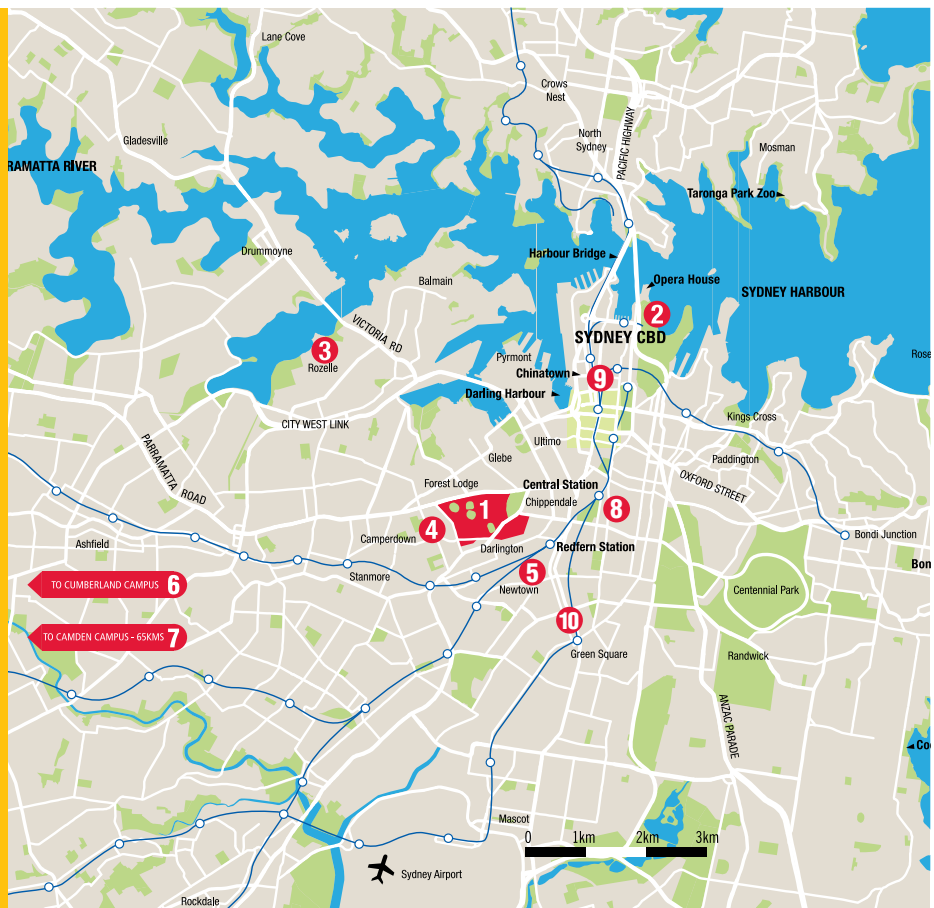 Lane Cove
Crows
Nest
Gladesville
North
Sydney
PACIFIC HIGHWAY
Mosman
RAMATTA RIVER
Taronga Park Zoo
Drummoyne
Harbour Bridge
Balmain
Opera House
SYDNEY HARBOUR
2
VICTORIA RD
SYDNEY CBD
3
Rozelle
Pyrmont
Rose
Chinatown
9
Darling Harbour
Kings Cross
CITY WEST LINK
Ultimo
Glebe
Paddington
PARRAMATTA ROAD
OXFORD STREET
Forest Lodge
Central Station
Chippendale
1
8
4
Camperdown
Darlington
Redfern Station
Bondi Junction
Ashfield
Stanmore
5
Newtown
Bon
TO CUMBERLAND CAMPUS 6
Centennial Park
10
TO CAMDEN CAMPUS - 65KMS 7
Green Square
Randwick
ANZAC PARADE
Co
Mascot
0 1km 2km 3km
Sydney Airport
Rockdale